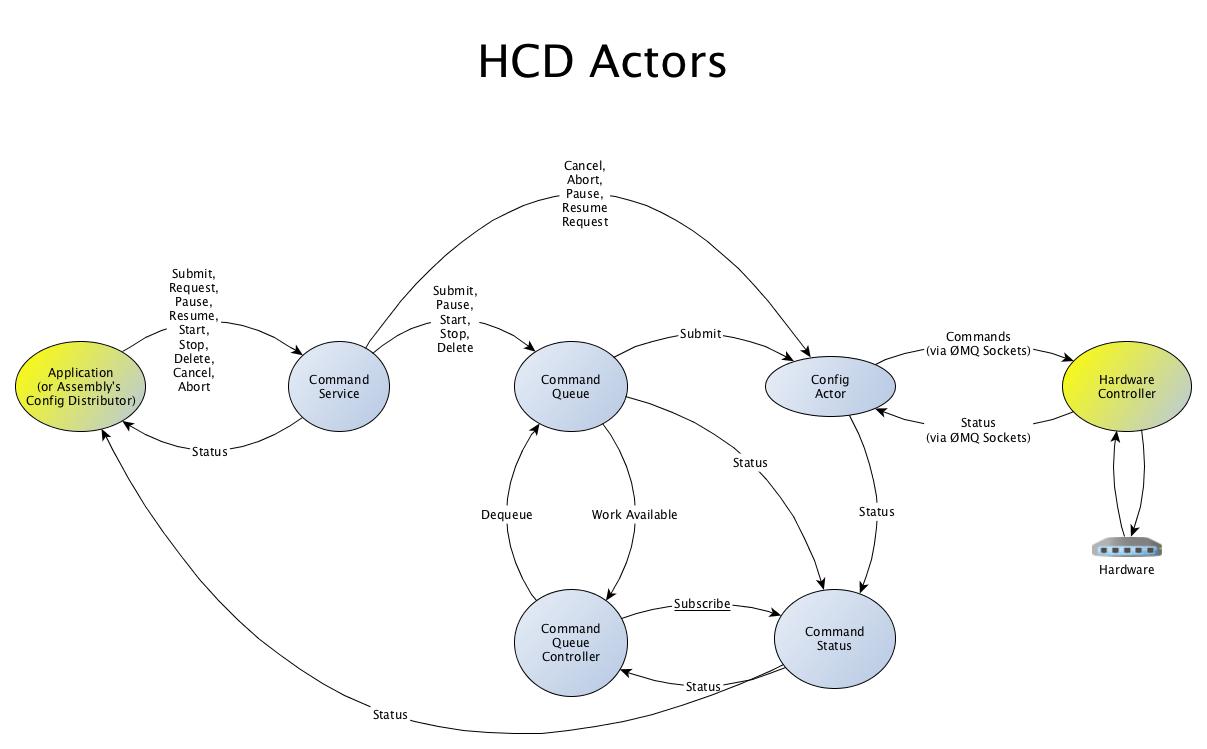 HCD Actors
Cancel,
Abort,
Pause,
Resume
Request
Submit,
Request,
Pause,
Resume,
Start,
Stop,
Delete,
Cancel,
Abort
Submit,
Pause,
Start,
Stop,
Delete
Submit
Commands
(via ØMQ Sockets)
Application
(or Assembly's
Config Distributor)
Command
Service
Command
Queue
Config
Actor
Hardware
Controller
Status
Status
Status
(via ØMQ Sockets)
Dequeue
Work Available
Status
Hardware
Command
Queue
Controller
Subscribe
Command
Status
Status
Status